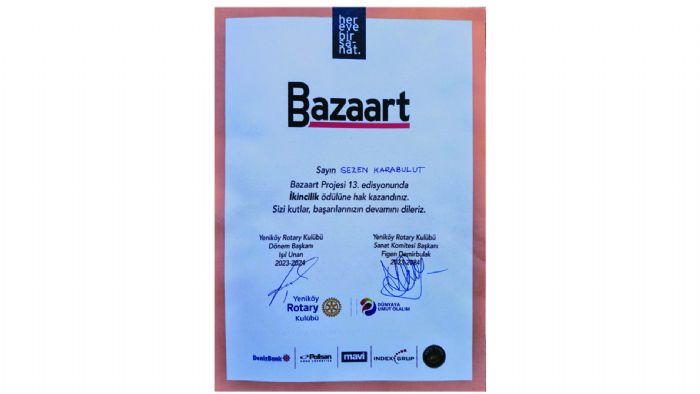 her
eve bir
sa-
nat.
Bazaart
Sayın SEZEN KARABULUT
Bazaart Projesi 13. edisyonunda
İkincilik ödülüne hak kazandınız.
Sizi kutlar, başarılarınızın devamını dileriz.
Yeniköy Rotary Kulübü
Dönem Başkanı
Işıl Unan
2023-2024
Yeniköy Rotary Kulübü
Sanat Komitesi Başkanı
Figen Demirbulak
2023-2024
Yeniköy
Rotary
Kulübü
DÜNYAYA
UMUT OLALIM
DenizBank
Polisan
mavi
INDEX GRUP